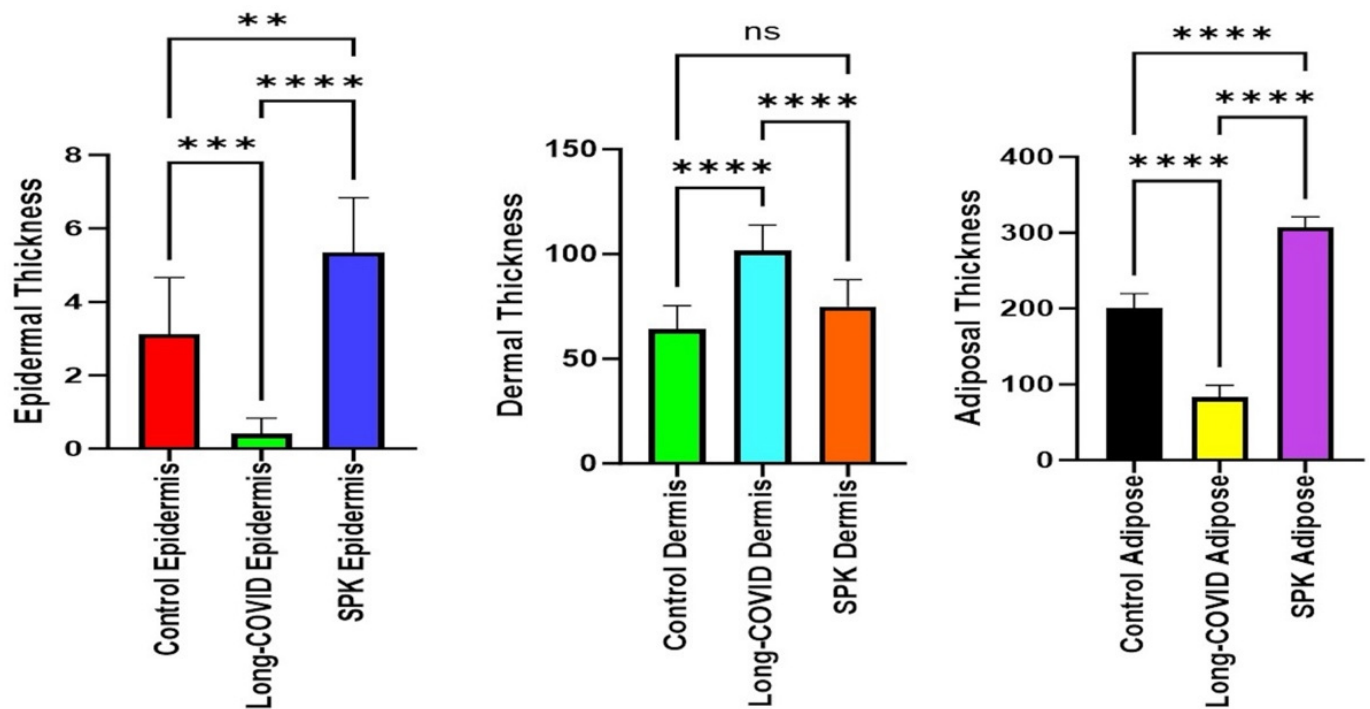 **
****
***
Epidermal Thickness
8
6
4
2
0
Control Epidermis
Long-COVID Epidermis
SPK Epidermis
ns
****
****
Dermal Thickness
150
100
50
0
Control Dermis
Long-COVID Dermis
SPK Dermis
****
****
****
Adiposal Thickness
400
300
200
100
0
Control Adipose
Long-COVID Adipose
SPK Adipose